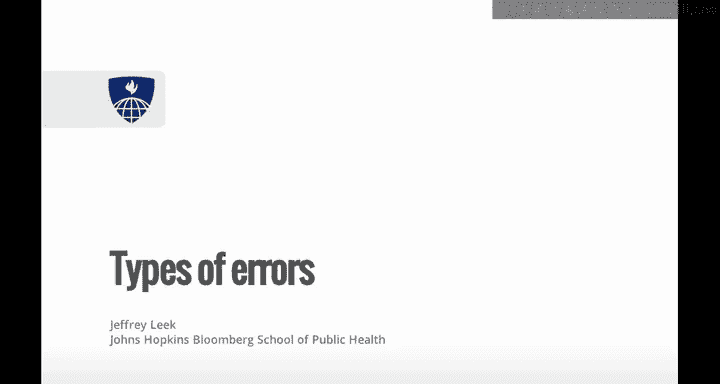 Types of errors
Jeffrey Leek
Johns Hopkins Bloomberg School of Public Health